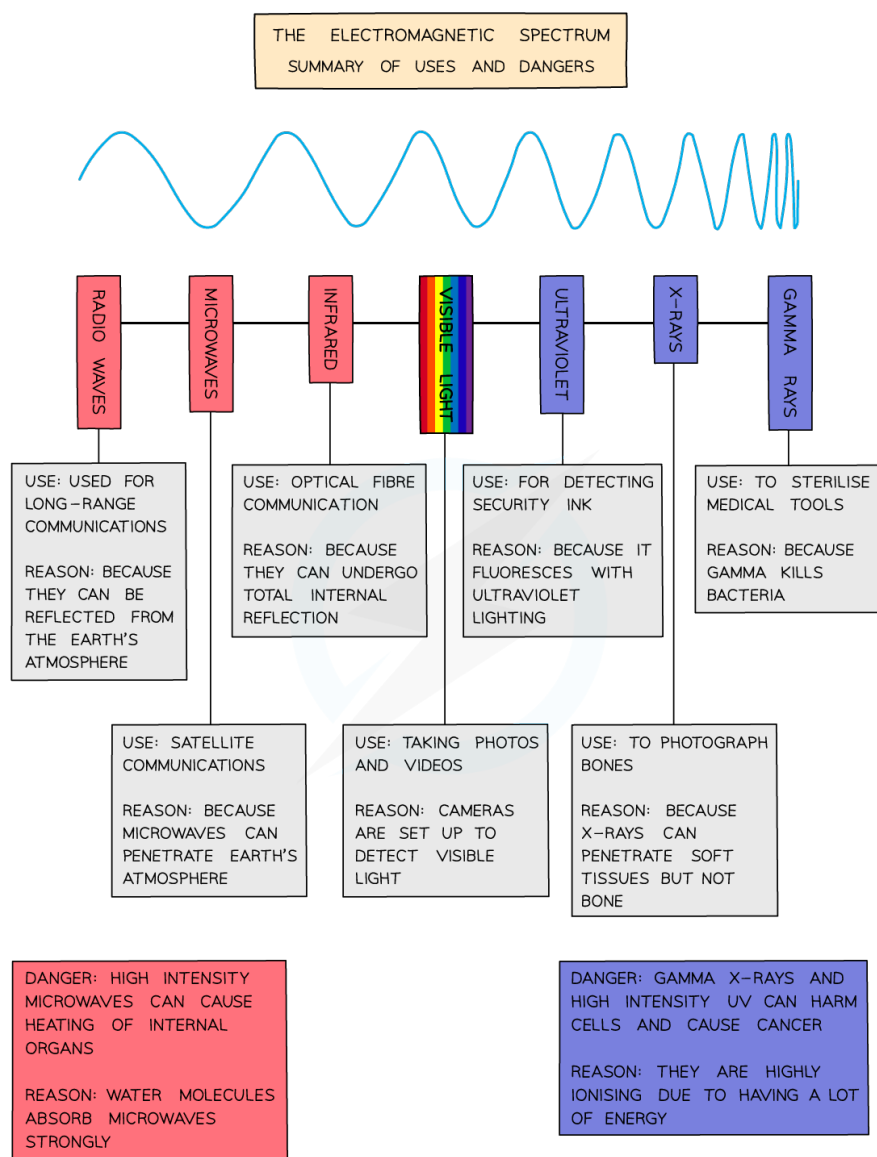 THE ELECTROMAGNETIC SPECTRUM
SUMMARY OF USES AND DANGERS
RADIO WAVES
MICROWAVES
INFRARED
VISIBLE LIGHT
ULTRAVIOLET
X-RAYS
GAMMA RAYS
USE: USED FOR
LONG-RANGE
COMMUNICATIONS
REASON: BECAUSE
THEY CAN BE
REFLECTED FROM
THE EARTH'S
ATMOSPHERE
USE: OPTICAL FIBRE
COMMUNICATION
REASON: BECAUSE
THEY CAN UNDERGO
TOTAL INTERNAL
REFLECTION
USE: FOR DETECTING
SECURITY INK
REASON: BECAUSE IT
FLUORESCES WITH
ULTRAVIOLET
LIGHTING
USE: TO STERILISE
MEDICAL TOOLS
REASON: BECAUSE
GAMMA KILLS
BACTERIA
USE: SATELLITE
COMMUNICATIONS
REASON: BECAUSE
MICROWAVES CAN
PENETRATE EARTH'S
ATMOSPHERE
USE: TAKING PHOTOS
AND VIDEOS
REASON: CAMERAS
ARE SET UP TO
DETECT VISIBLE
LIGHT
USE: TO PHOTOGRAPH
BONES
REASON: BECAUSE
X-RAYS CAN
PENETRATE SOFT
TISSUES BUT NOT
BONE
DANGER: HIGH INTENSITY
MICROWAVES CAN CAUSE
HEATING OF INTERNAL
ORGANS
REASON: WATER MOLECULES
ABSORB MICROWAVES
STRONGLY
DANGER: GAMMA X-RAYS AND
HIGH INTENSITY UV CAN HARM
CELLS AND CAUSE CANCER
REASON: THEY ARE HIGHLY
IONISING DUE TO HAVING A LOT
OF ENERGY